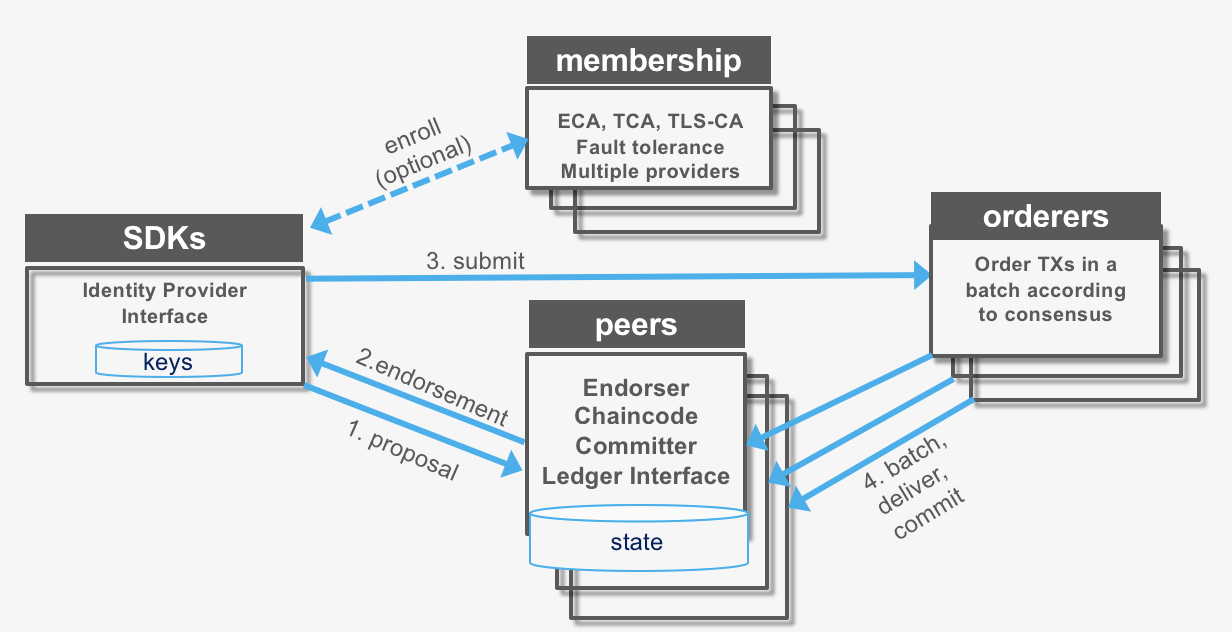 membership
ECA, TCA, TLS-CA
Fault tolerance
Multiple providers
enroll
(optional)
SDKs
Identity Provider
Interface
keys
3. submit
orderers
Order TXs in a
batch according
to consensus
peers
Endorser
Chaincode
Committer
Ledger Interface
state
2.endorsement
1. proposal
4. batch,
deliver,
commit